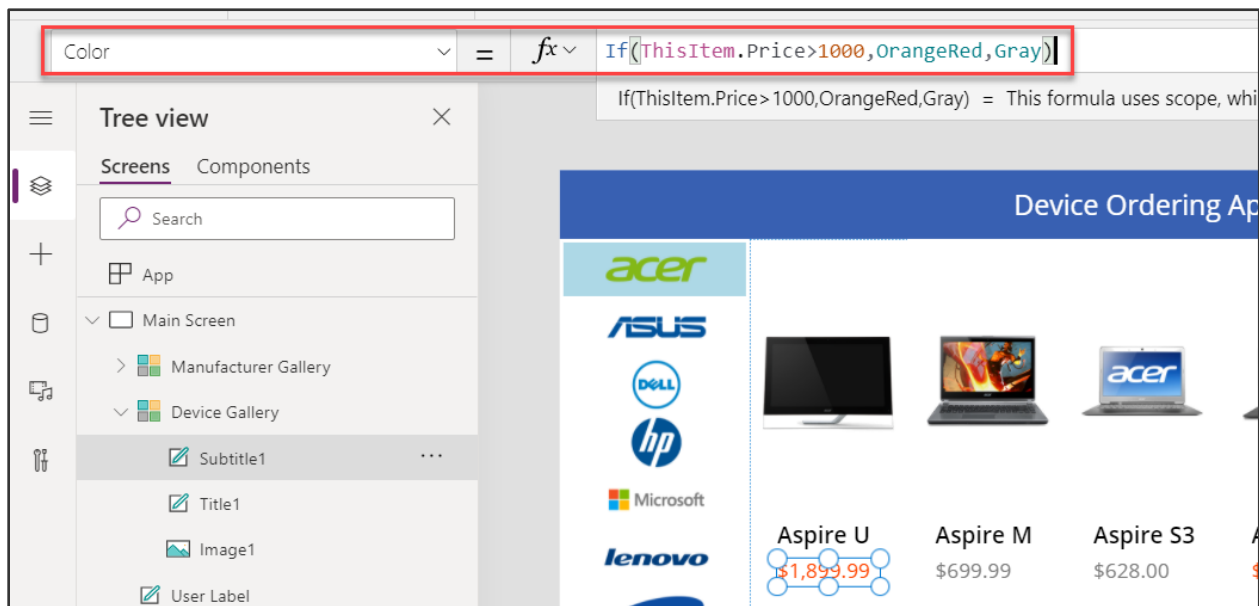 Color = fx If(ThisItem.Price>1000,OrangeRed,Gray)
If(ThisItem.Price>1000,OrangeRed,Gray) = This formula uses scope, whi
Tree view
Screens Components
Search
App
Main Screen
Manufacturer Gallery
Device Gallery
Subtitle1
Title1
Image1
User Label
Device Ordering Ap
acer
ASUS
DELL
hp
Microsoft
lenovo
acer
Aspire U Aspire M Aspire S3
$1,899.99 $699.99 $628.00